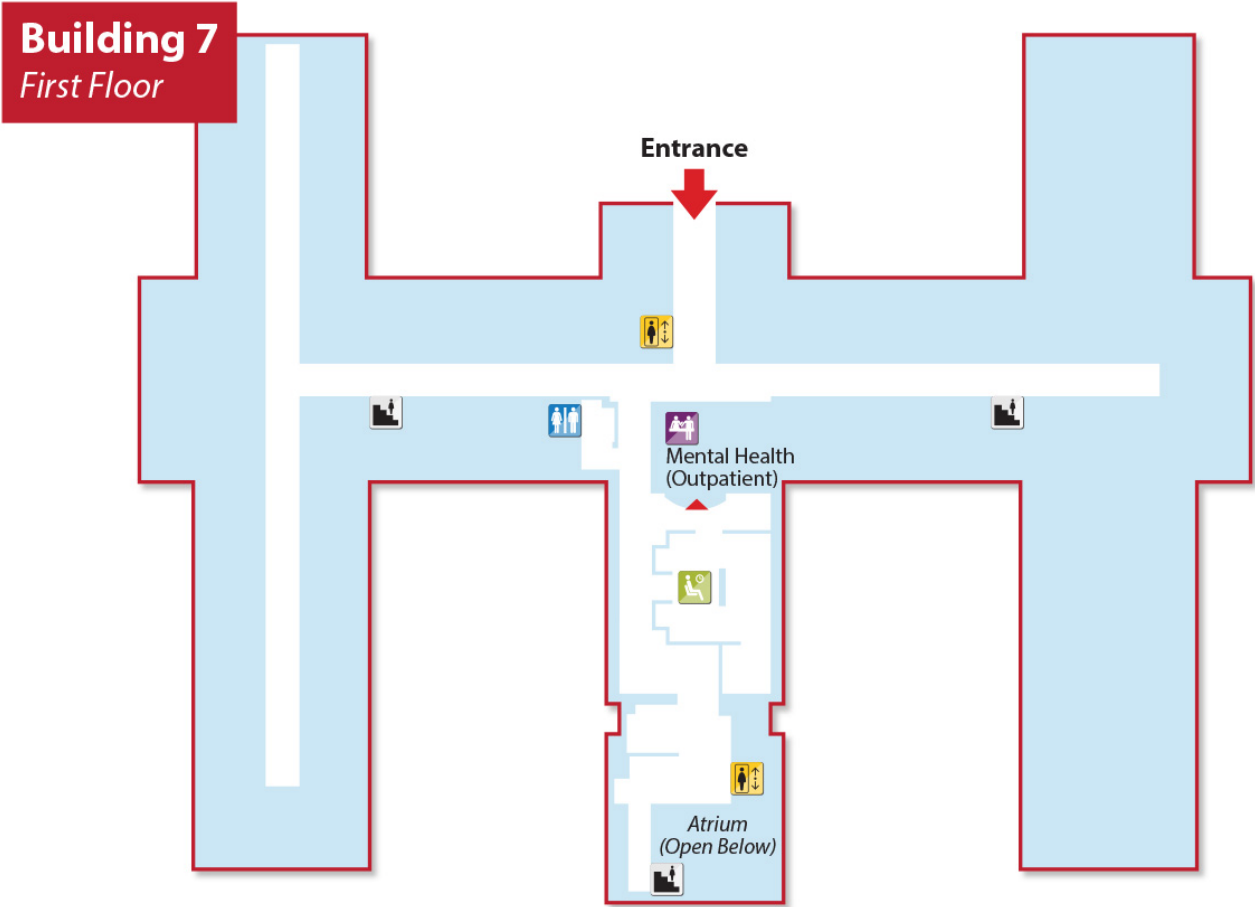 Building 7
First Floor
Entrance
Mental Health
(Outpatient)
Atrium
(Open Below)